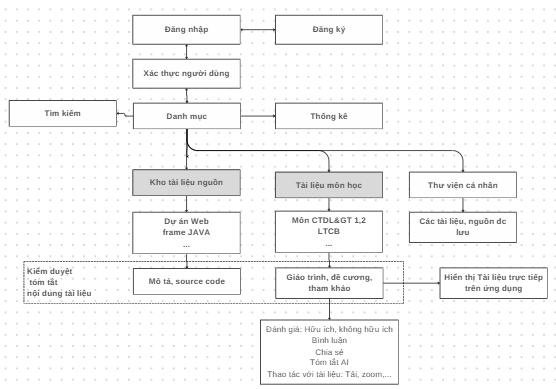 Đăng nhập
Đăng ký
Xác thực người dùng
Tìm kiếm
Danh mục
Thống kê
Kho tài liệu nguồn
Tài liệu môn học
Thư viện cá nhân
Dự án Web
frame JAVA
...
Môn CTDL&GT 1,2
LTCB
...
Các tài liệu, nguồn đc
lưu
Kiểm duyệt
tóm tắt
nội dung tài liệu
Mô tả, source code
Giáo trình, đề cương,
tham khảo
Hiển thị Tài liệu trực tiếp
trên ứng dụng
Đánh giá: Hữu ích, không hữu ích
Bình luận
Chia sẻ
Tóm tắt AI
Thao tác với tài liệu: Tải, zoom,...